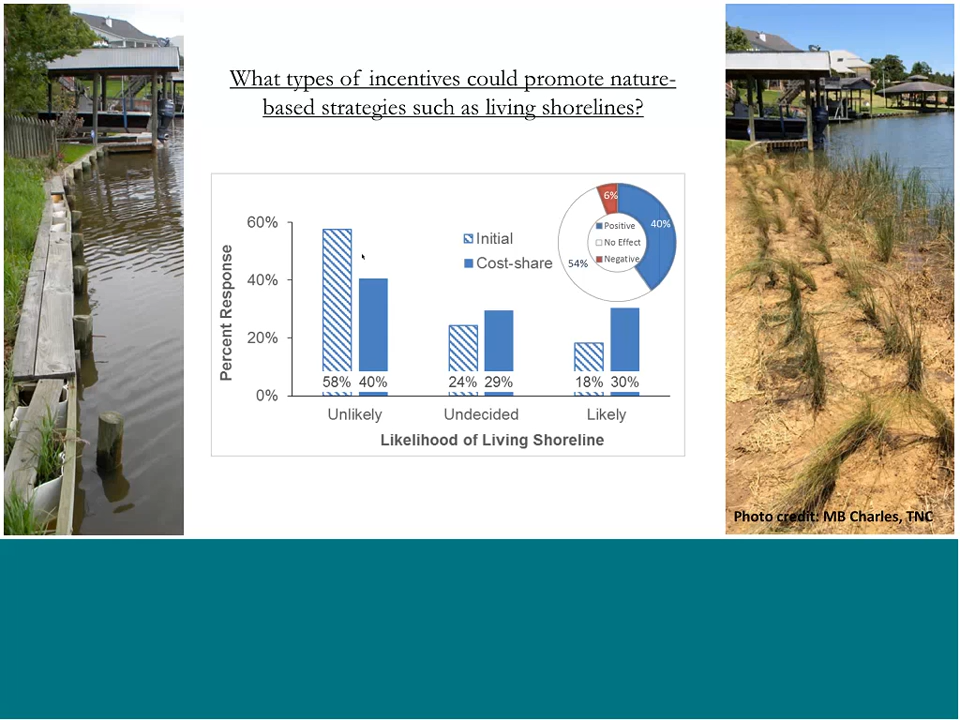 What types of incentives could promote nature-
based strategies such as living shorelines?
60%
40%
20%
0%
Percent Response
Initial
Cost-share
6%
40%
54%
Positive
No Effect
Negative
58% 40% 24% 29% 18% 30%
Unlikely Undecided Likely
Likelihood of Living Shoreline
Photo credit: MB Charles, TNC